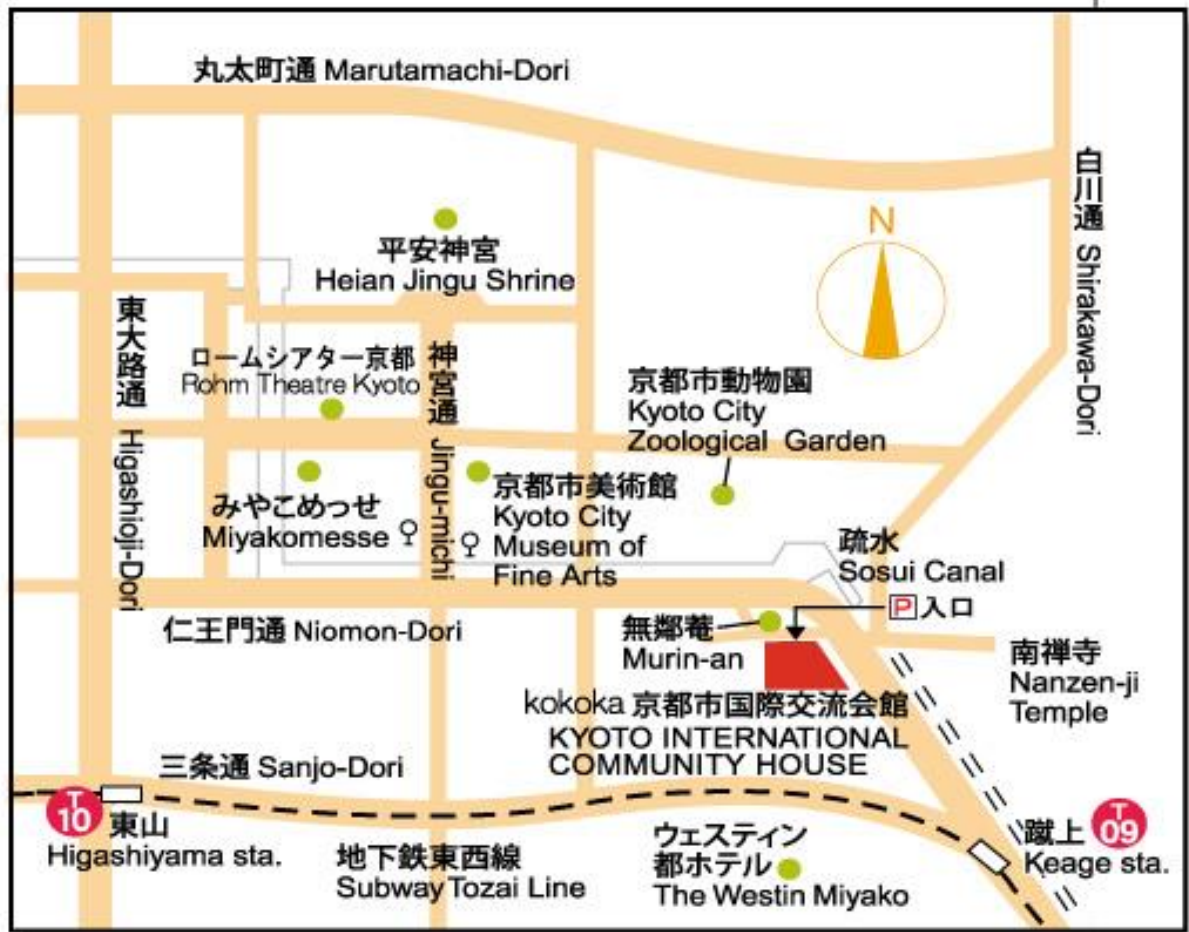 丸太町通 Marutamachi-Dori
白川通 Shirakawa-Dori
N
平安神宮
Heian Jingu Shrine
東大路通 Higashioji-Dori
ロームシアター京都
Rohm Theatre Kyoto
神宮通 Jingu-michi
京都市動物園
Kyoto City
Zoological Garden
みやこめっせ
Miyakomesse
京都市美術館
Kyoto City
Museum of
Fine Arts
疏水
Sosui Canal
P 入口
仁王門通 Niomon-Dori
無鄰菴
Murin-an
南禅寺
Nanzen-ji
Temple
kokoka 京都市国際交流会館
KYOTO INTERNATIONAL
COMMUNITY HOUSE
三条通 Sanjo-Dori
T
10
東山
Higashiyama sta.
地下鉄東西線
Subway Tozai Line
ウェスティン
都ホテル
The Westin Miyako
蹴上
Keage sta.
T
09